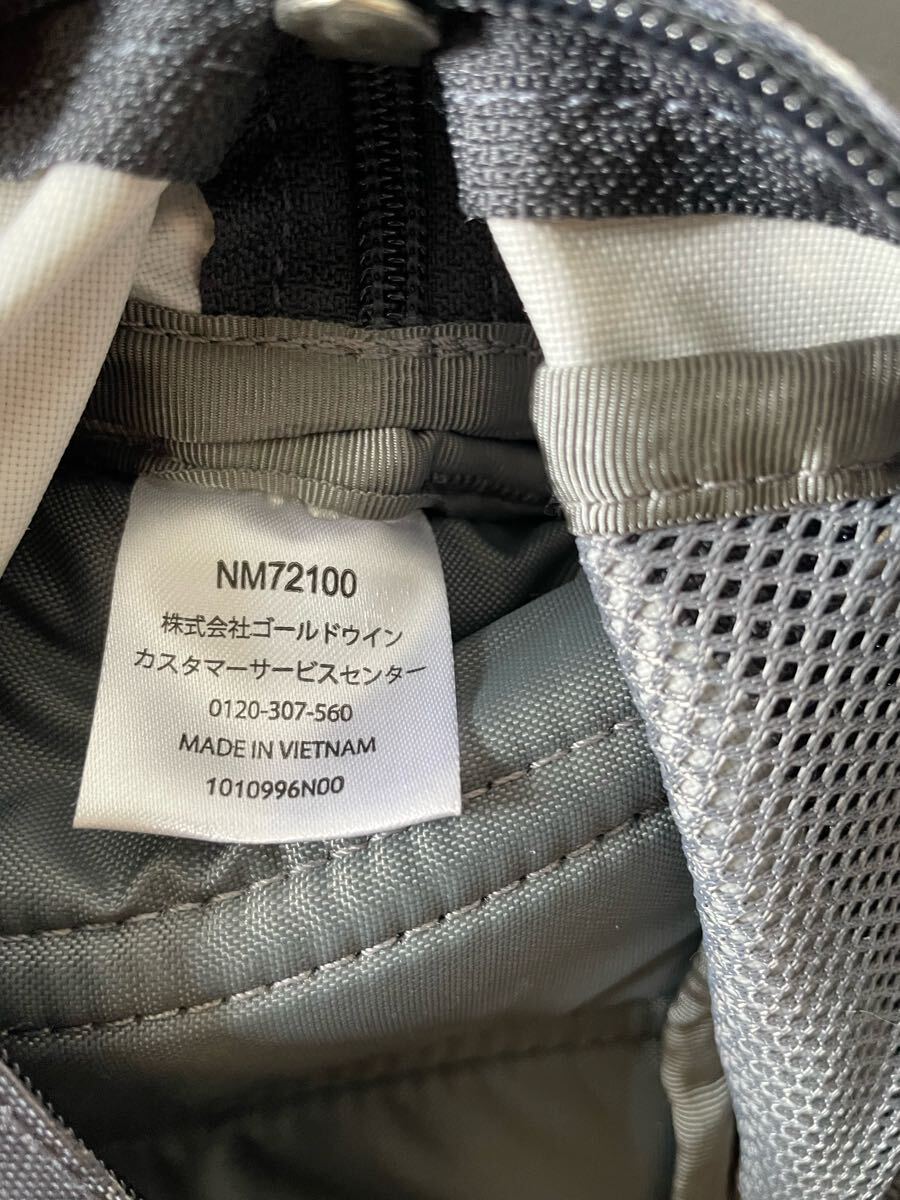 NM72100
株式会社ゴールドウイン
カスタマーサービスセンター
0120-307-560
MADE IN VIETNAM
1010996N00